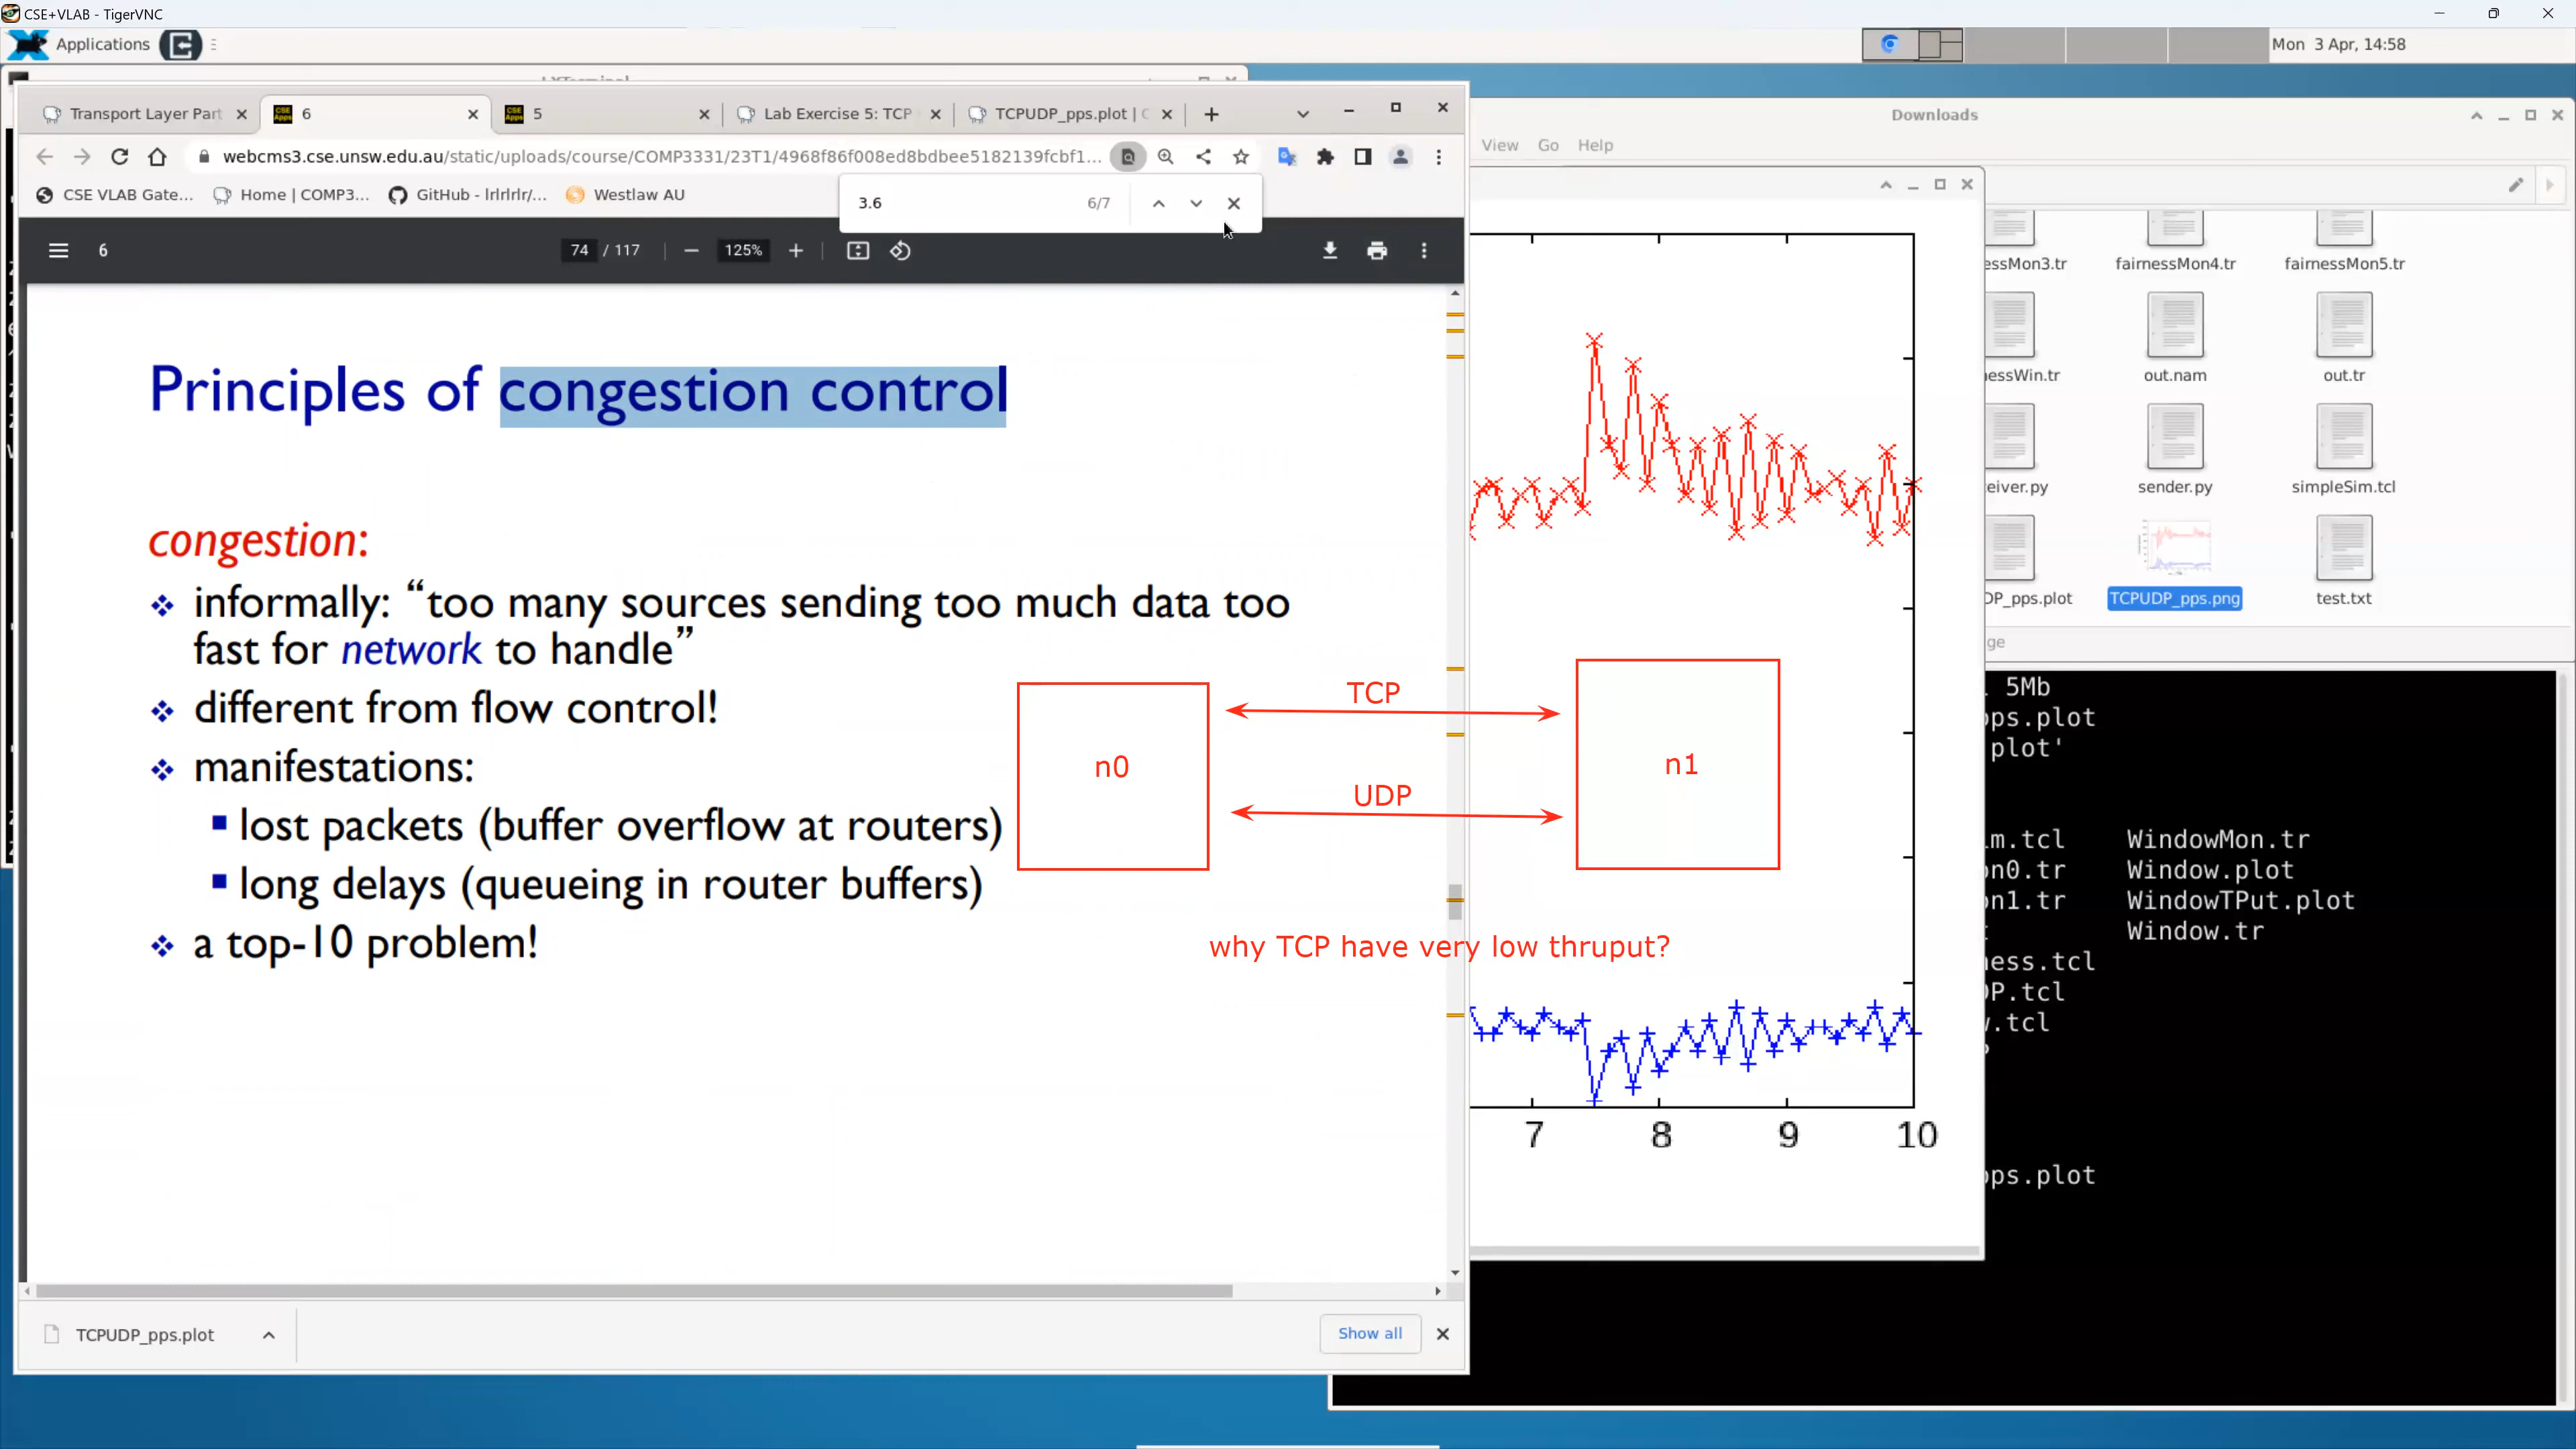 CSE+VLAB - TigerVNC
Applications
Mon 3 Apr, 14:58
Transport Layer Part
6
5
Lab Exercise 5: TCP
TCPUDP_pps.plot | C
webcms3.cse.unsw.edu.au/static/uploads/course/COMP3331/23T1/4968f86f008ed8bdbee5182139fcbf1...
CSE VLAB Gate...
Home | COMP3...
GitHub - lrlrlrlr/...
Westlaw AU
3.6
6/7
6
74 / 117
125%
Principles of congestion control
congestion:
❖ informally: “too many sources sending too much data too
fast for network to handle”
❖ different from flow control!
❖ manifestations:
▪ lost packets (buffer overflow at routers)
▪ long delays (queueing in router buffers)
❖ a top-10 problem!
n0
TCP
UDP
n1
why TCP have very low thruput?
TCPUDP_pps.plot
Show all
7
8
9
10
Downloads
View
Go
Help
essMon3.tr
fairnessMon4.tr
fairnessMon5.tr
essWin.tr
out.nam
out.tr
eiver.py
sender.py
simpleSim.tcl
DP_pps.plot
TCPUDP_pps.png
test.txt
ge
5Mb
pps.plot
plot'
m.tcl WindowMon.tr
on0.tr Window.plot
on1.tr WindowTPut.plot
Window.tr
ess.tcl
DP.tcl
w.tcl
pps.plot